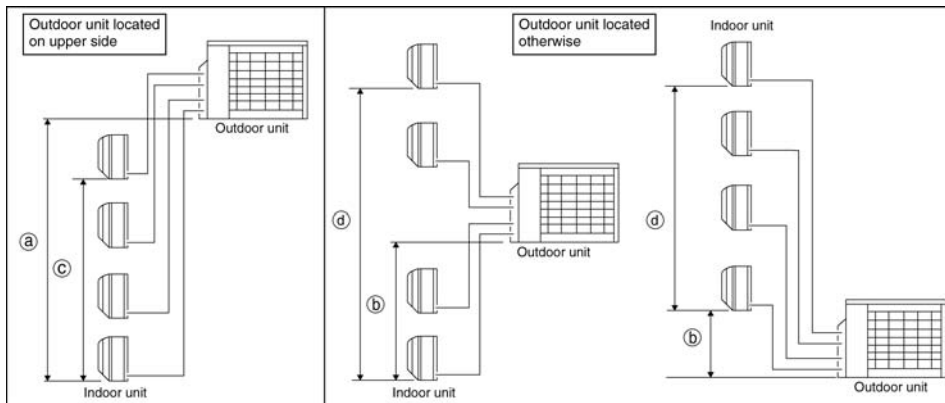 Outdoor unit located
on upper side
Outdoor unit
ⓐ
ⓒ
Indoor unit
Outdoor unit located
otherwise
ⓓ
ⓑ
Outdoor unit
Indoor unit
Indoor unit
ⓓ
ⓑ
Outdoor unit